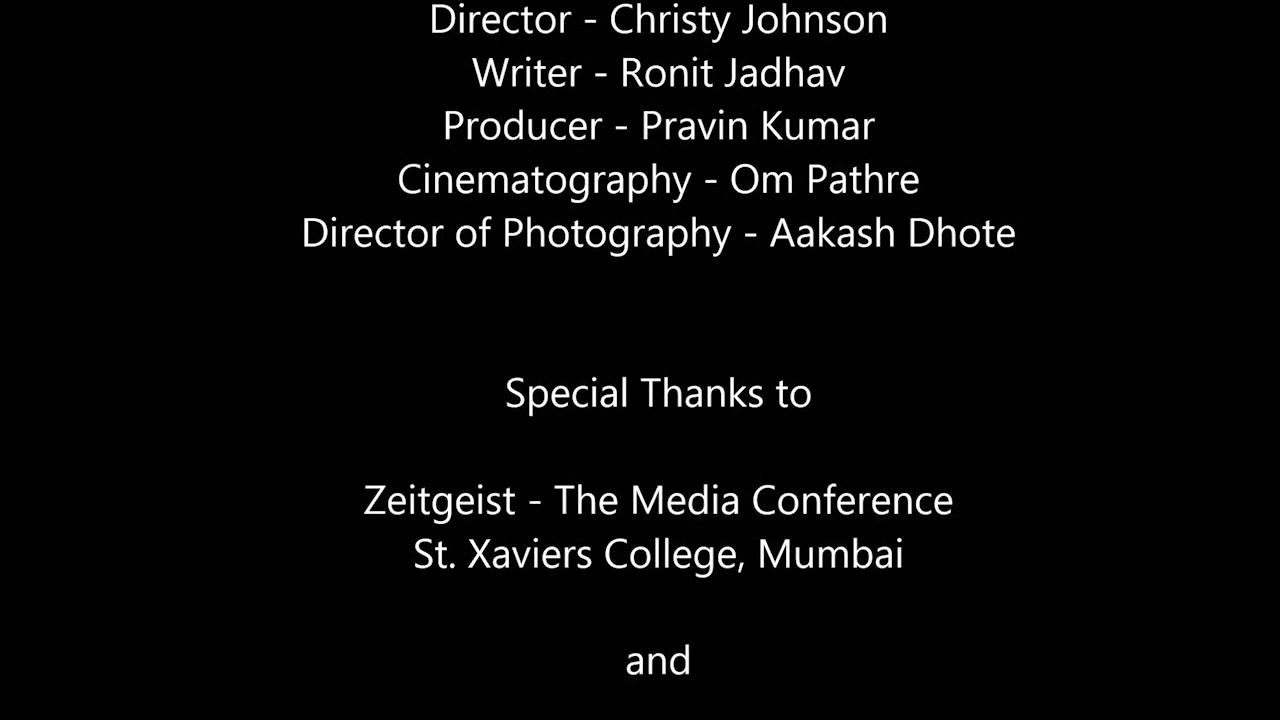 Director - Christy Johnson
Writer - Ronit Jadhav
Producer - Pravin Kumar
Cinematography - Om Pathre
Director of Photography - Aakash Dhote
Special Thanks to
Zeitgeist - The Media Conference
St. Xaviers College, Mumbai
and